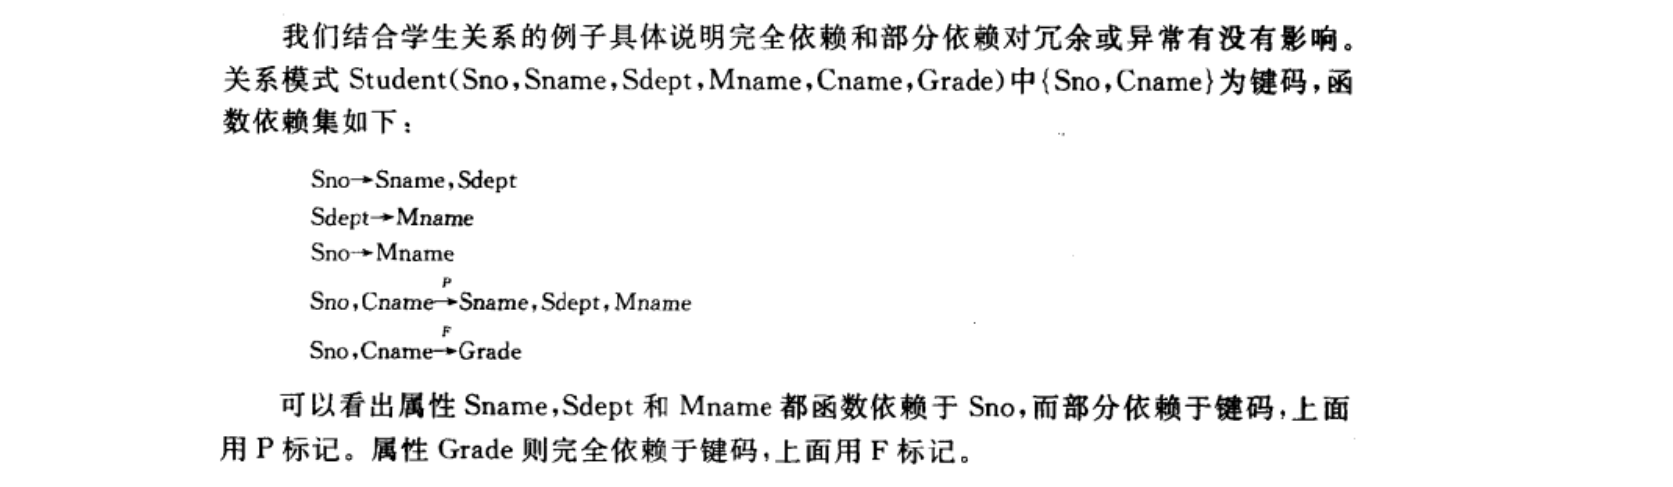 我们结合学生关系的例子具体说明完全依赖和部分依赖对冗余或异常有没有影响。
关系模式 Student(Sno,Sname,Sdept,Mname,Cname,Grade)中{Sno,Cname}为键码,函
数依赖集如下:
Sno→Sname,Sdept
Sdept→Mname
Sno→Mname
P
Sno,Cname→Sname,Sdept,Mname
F
Sno,Cname→Grade
可以看出属性 Sname,Sdept 和 Mname 都函数依赖于 Sno,而部分依赖于键码,上面
用 P 标记。属性 Grade 则完全依赖于键码,上面用 F 标记。